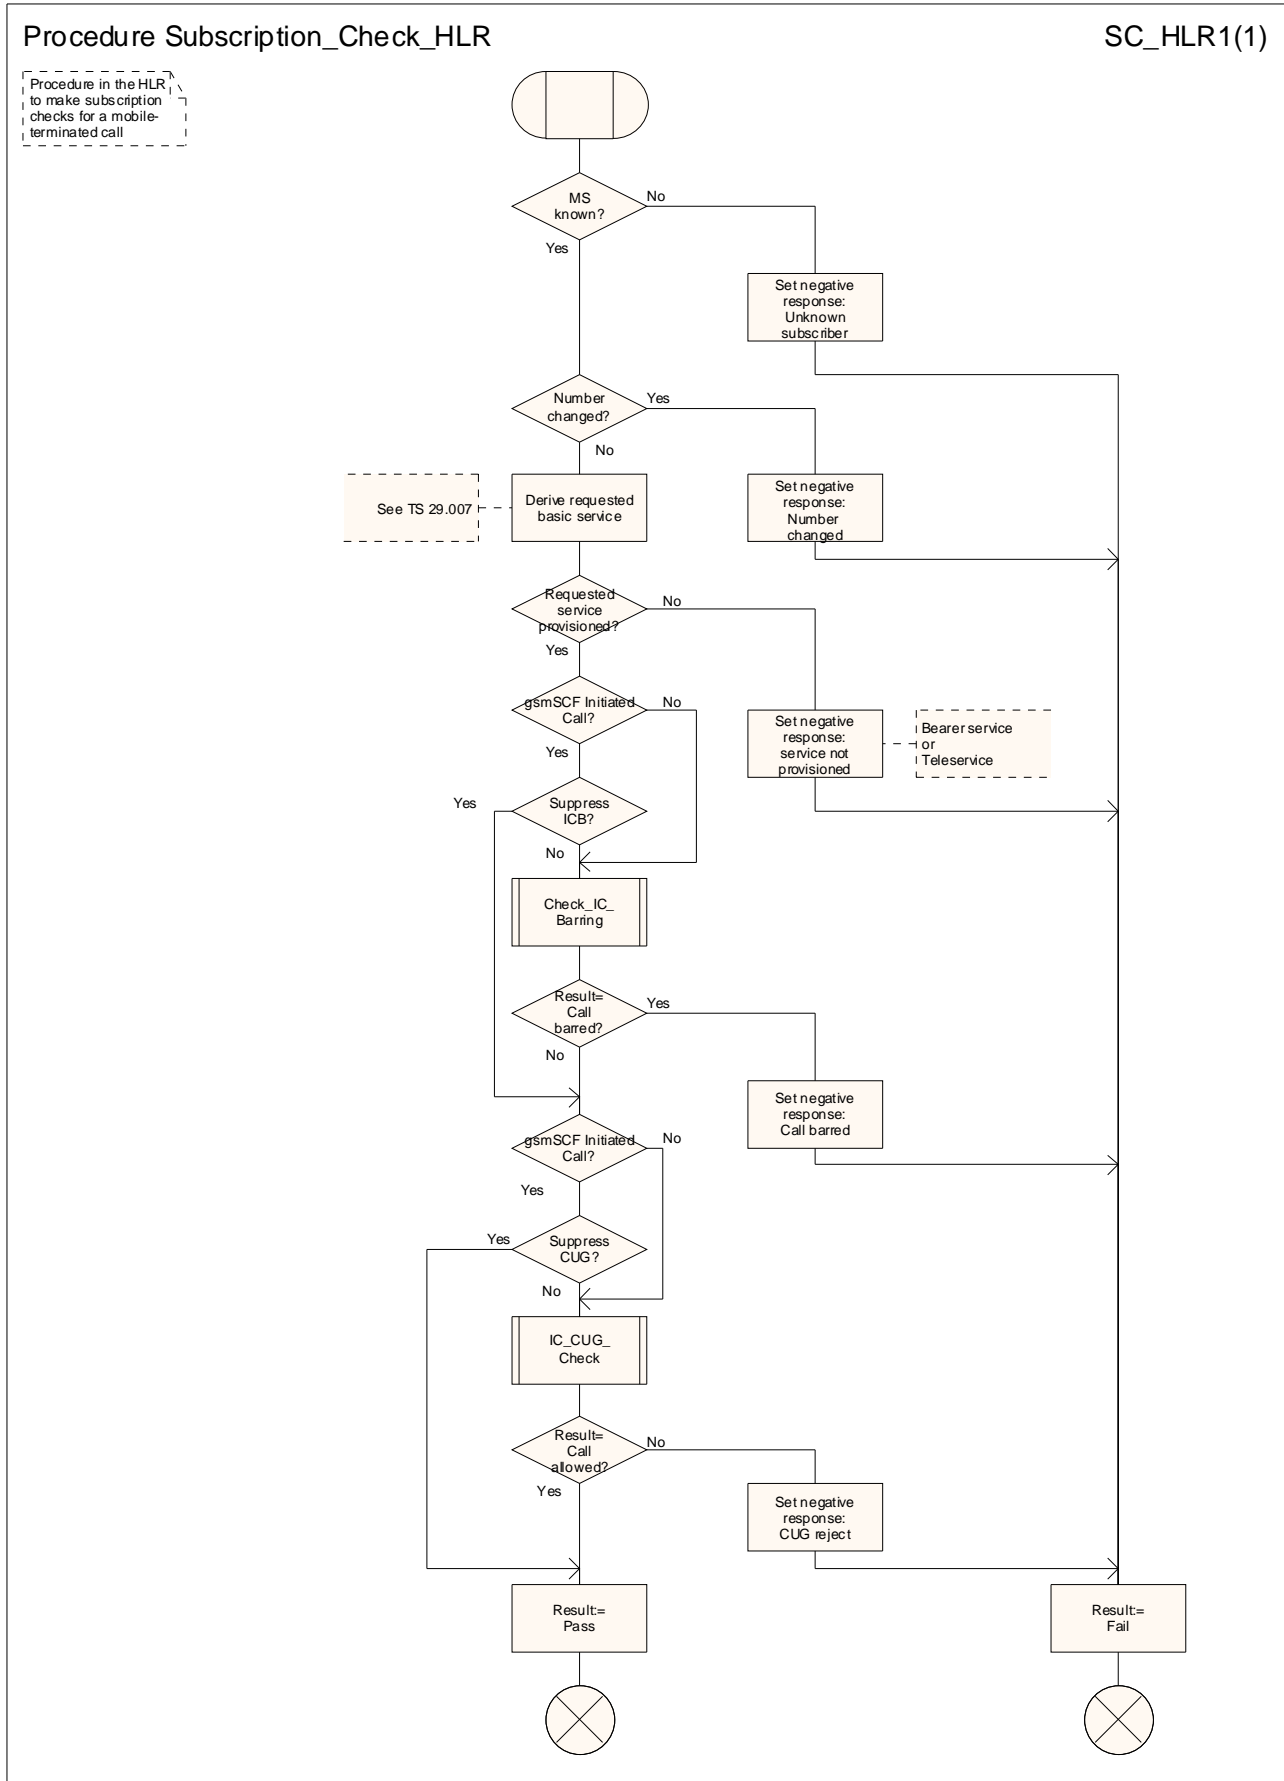 Procedure Subscription_Check_HLR
SC_HLR1(1)
Procedure in the HLR
to make subscription
checks for a mobile-
terminated call
MS
known?
No
Yes
Set negative
response:
Unknown
subscriber
Number
changed?
Yes
No
See TS 29.007
Derive requested
basic service
Set negative
response:
Number
changed
Requested
service
provisioned?
No
Yes
gsmSCF Initiated
Call?
No
Yes
Set negative
response:
service not
provisioned
Bearer service
or
Teleservice
Suppress
ICB?
Yes
No
Check_IC_
Barring
Result=
Call
barred?
Yes
No
Set negative
response:
Call barred
gsmSCF Initiated
Call?
No
Yes
Suppress
CUG?
Yes
No
IC_CUG_
Check
Result=
Call
allowed?
No
Yes
Set negative
response:
CUG reject
Result:=
Pass
Result:=
Fail